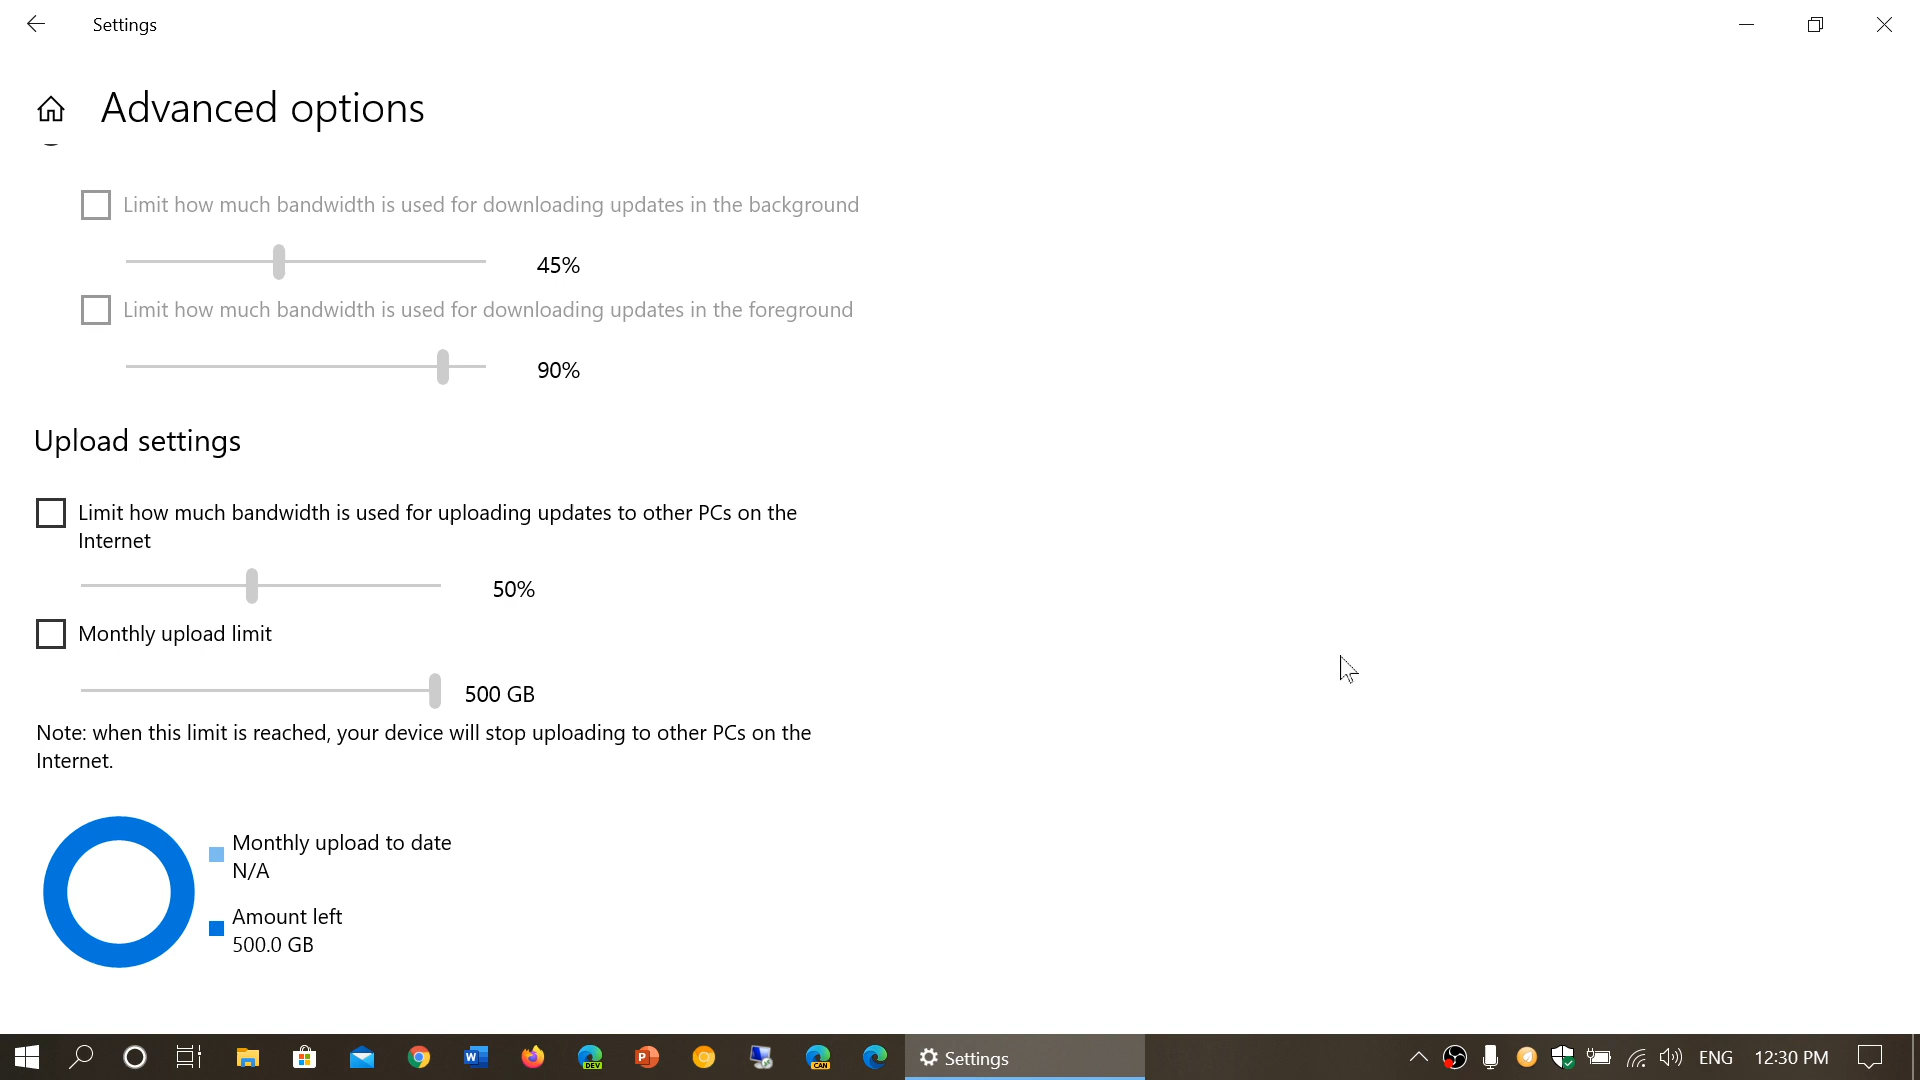 Settings
Advanced options
Limit how much bandwidth is used for downloading updates in the background
45%
Limit how much bandwidth is used for downloading updates in the foreground
90%
Upload settings
Limit how much bandwidth is used for uploading updates to other PCs on the
Internet
50%
Monthly upload limit
500 GB
Note: when this limit is reached, your device will stop uploading to other PCs on the
Internet.
Monthly upload to date
N/A
Amount left
500.0 GB
W DEV P CAN Settings ENG 12:30 PM